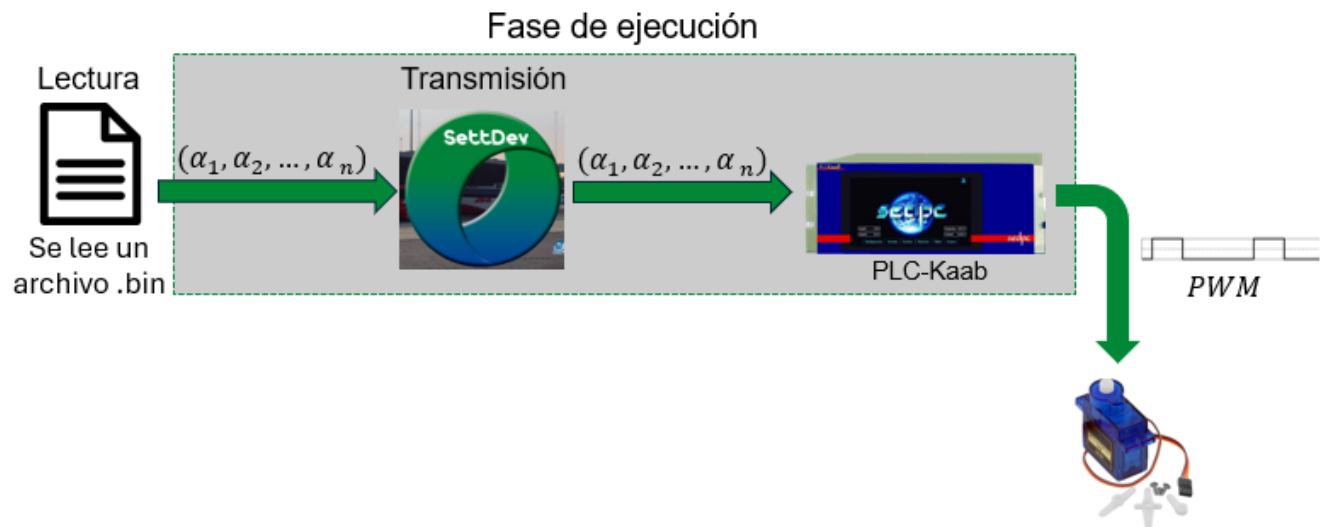 Fase de ejecución
Lectura
Transmisión
SettDev
(α₁, α₂, ..., αₙ)
(α₁, α₂, ..., αₙ)
setpc
Se lee un
archivo .bin
PLC-Kaab
PWM